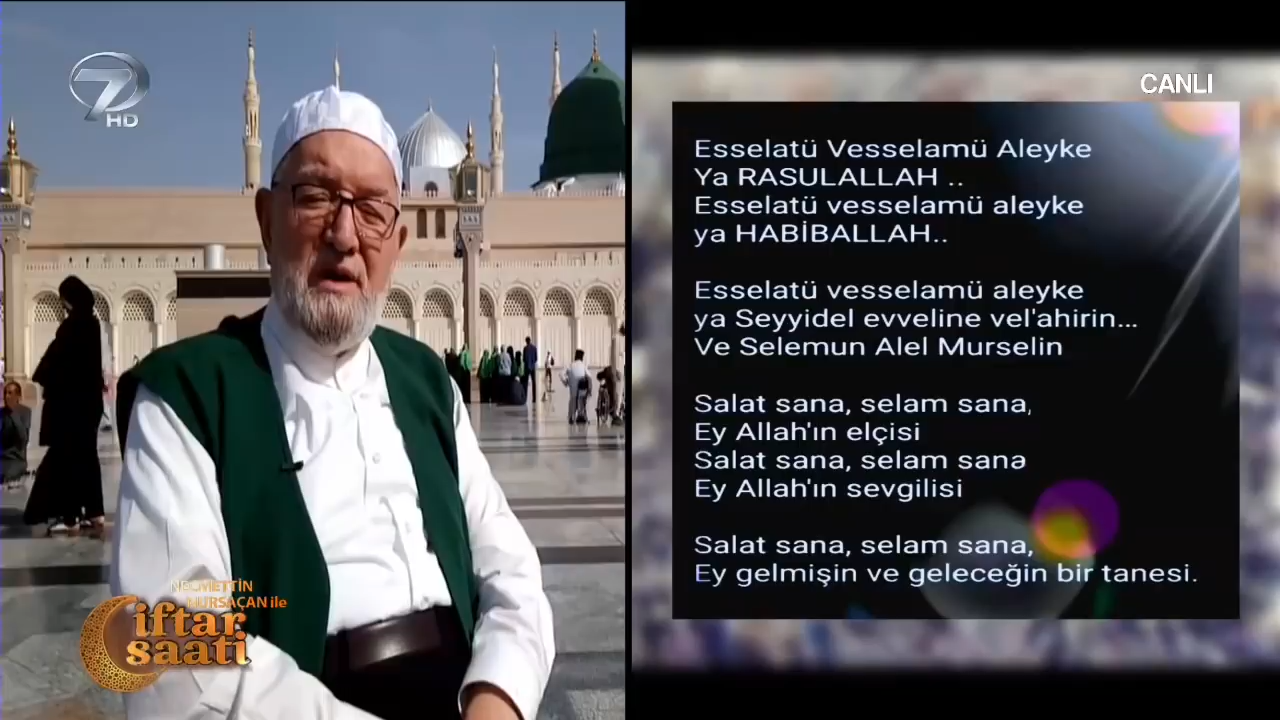 7
HD
CANLI
Esselatü Vesselamü Aleyke
Ya RASULALLAH ..
Esselatü vesselamü aleyke
ya HABİBALLAH..
Esselatü vesselamü aleyke
ya Seyyidel evveline vel'ahirin...
Ve Selemun Alel Murselin
Salat sana, selam sana,
Ey Allah'ın elçisi
Salat sana, selam sana
Ey Allah'ın sevgilisi
Salat sana, selam sana,
Ey gelmişin ve geleceğin bir tanesi.
NECMETTİN
NURSAÇAN ile
iftar
saati